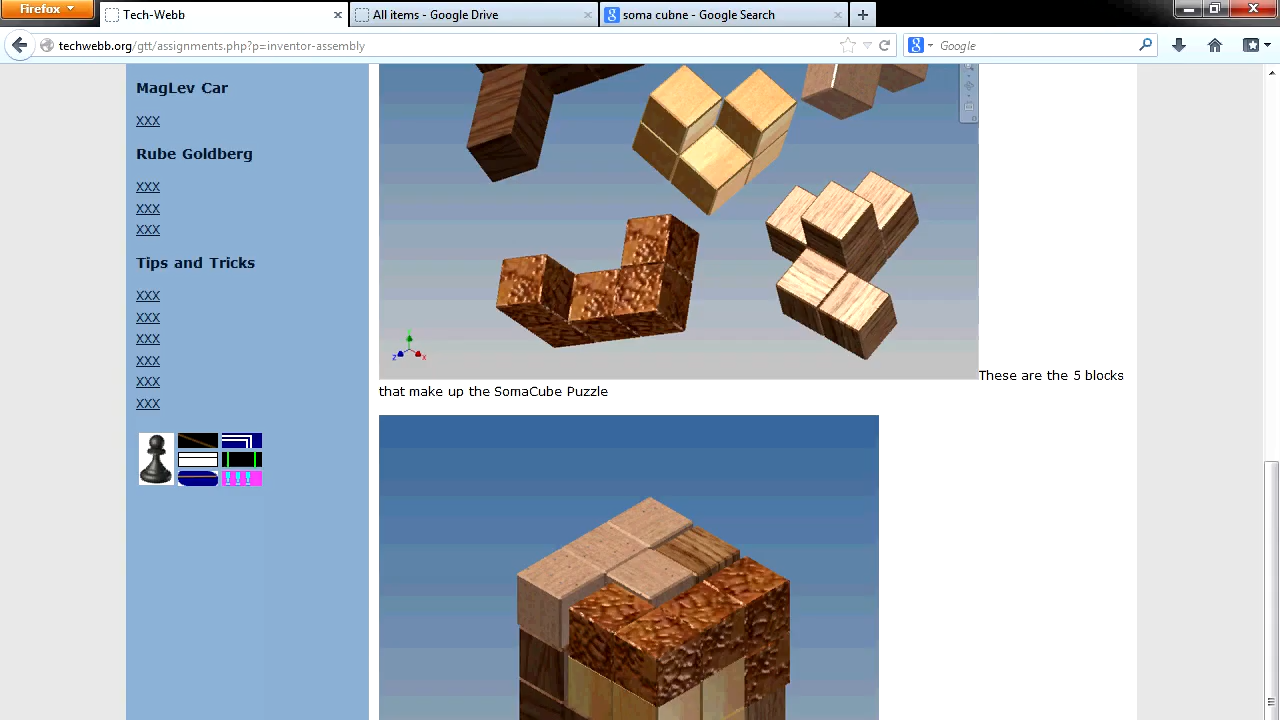 Firefox
Tech-Webb
All items - Google Drive
soma cubne - Google Search
techwebb.org/gtt/assignments.php?p=inventor-assembly
Google
MagLev Car
XXX
Rube Goldberg
XXX
XXX
XXX
Tips and Tricks
XXX
XXX
XXX
XXX
XXX
XXX
These are the 5 blocks
that make up the SomaCube Puzzle